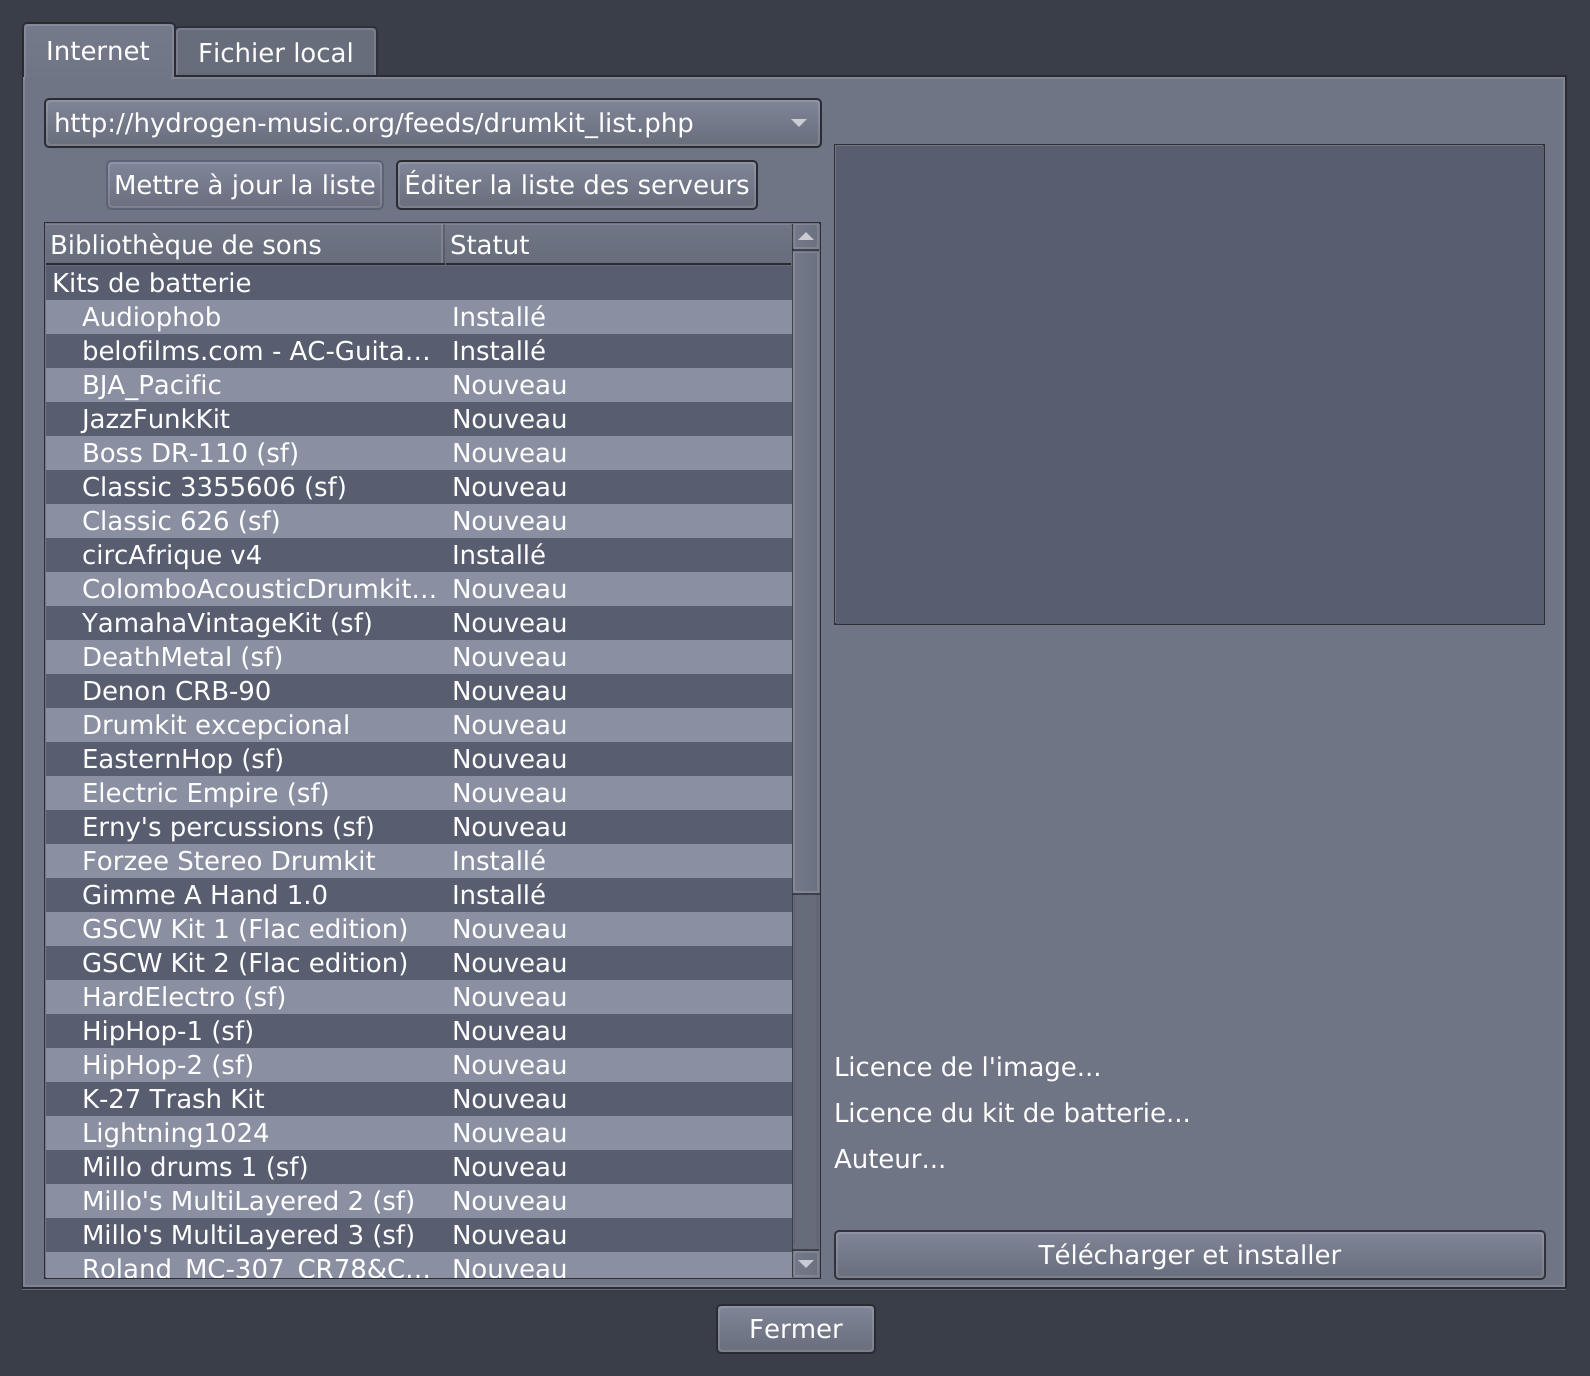 Internet
Fichier local
http://hydrogen-music.org/feeds/drumkit_list.php
Mettre à jour la liste
Éditer la liste des serveurs
Bibliothèque de sons Statut
Kits de batterie
Audiophob Installé
belofilms.com - AC-Guita... Installé
BJA_Pacific Nouveau
JazzFunkKit Nouveau
Boss DR-110 (sf) Nouveau
Classic 3355606 (sf) Nouveau
Classic 626 (sf) Nouveau
circAfrique v4 Installé
ColomboAcousticDrumkit... Nouveau
YamahaVintageKit (sf) Nouveau
DeathMetal (sf) Nouveau
Denon CRB-90 Nouveau
Drumkit excepcional Nouveau
EasternHop (sf) Nouveau
Electric Empire (sf) Nouveau
Erny's percussions (sf) Nouveau
Forzee Stereo Drumkit Installé
Gimme A Hand 1.0 Installé
GSCW Kit 1 (Flac edition) Nouveau
GSCW Kit 2 (Flac edition) Nouveau
HardElectro (sf) Nouveau
HipHop-1 (sf) Nouveau
HipHop-2 (sf) Nouveau
K-27 Trash Kit Nouveau
Lightning1024 Nouveau
Millo drums 1 (sf) Nouveau
Millo's MultiLayered 2 (sf) Nouveau
Millo's MultiLayered 3 (sf) Nouveau
Roland_MC-307_CR78&C... Nouveau
Licence de l'image...
Licence du kit de batterie...
Auteur...
Télécharger et installer
Fermer